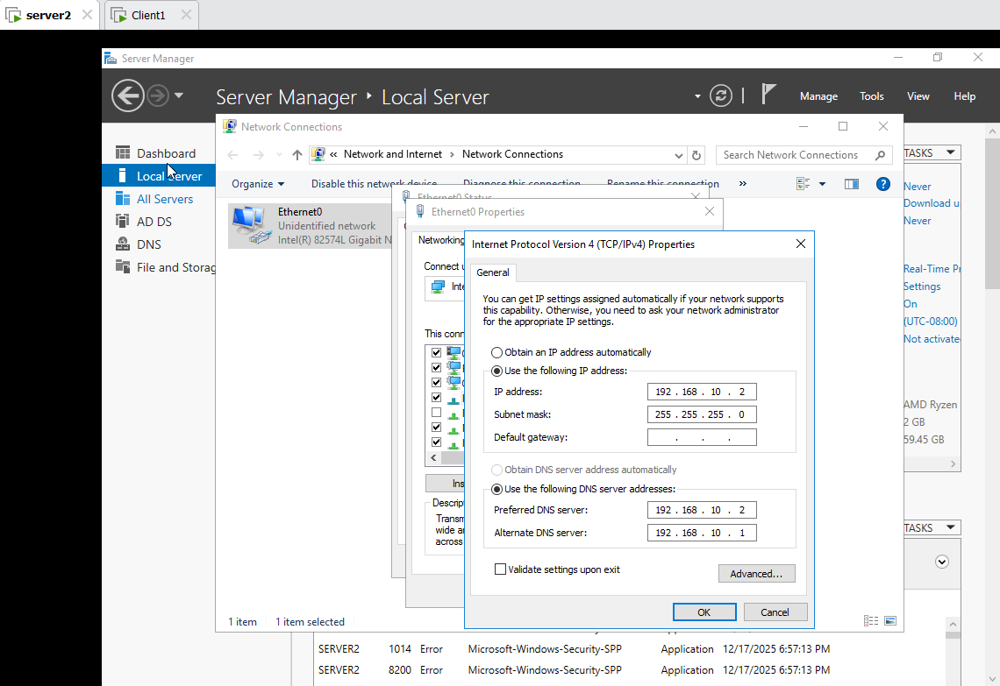 server2
Client1
Server Manager
Server Manager ‣ Local Server
Manage Tools View Help
Dashboard
Local Server
All Servers
AD DS
DNS
File and Storag
Network Connections
« Network and Internet › Network Connections
Search Network Connections
Organize Disable this network device Diagnose this connection Rename this connection »
Ethernet0
Unidentified network
Intel(R) 82574L Gigabit N
Ethernet0 Status
Ethernet0 Properties
Networking
Connect u
Inte
This conn
Ins
Descrip
Transm
wide ar
across
Internet Protocol Version 4 (TCP/IPv4) Properties
General
You can get IP settings assigned automatically if your network supports
this capability. Otherwise, you need to ask your network administrator
for the appropriate IP settings.
Obtain an IP address automatically
Use the following IP address:
IP address: 192 . 168 . 10 . 2
Subnet mask: 255 . 255 . 255 . 0
Default gateway: . . .
Obtain DNS server address automatically
Use the following DNS server addresses:
Preferred DNS server: 192 . 168 . 10 . 2
Alternate DNS server: 192 . 168 . 10 . 1
Validate settings upon exit
Advanced...
OK Cancel
TASKS
Never
Download u
Never
Real-Time Pr
Settings
On
(UTC-08:00)
Not activate
AMD Ryzen
2 GB
59.45 GB
TASKS
1 item 1 item selected
SERVER2 1014 Error Microsoft-Windows-Security-SPP Application 12/17/2025 6:57:13 PM
SERVER2 8200 Error Microsoft-Windows-Security-SPP Application 12/17/2025 6:57:13 PM